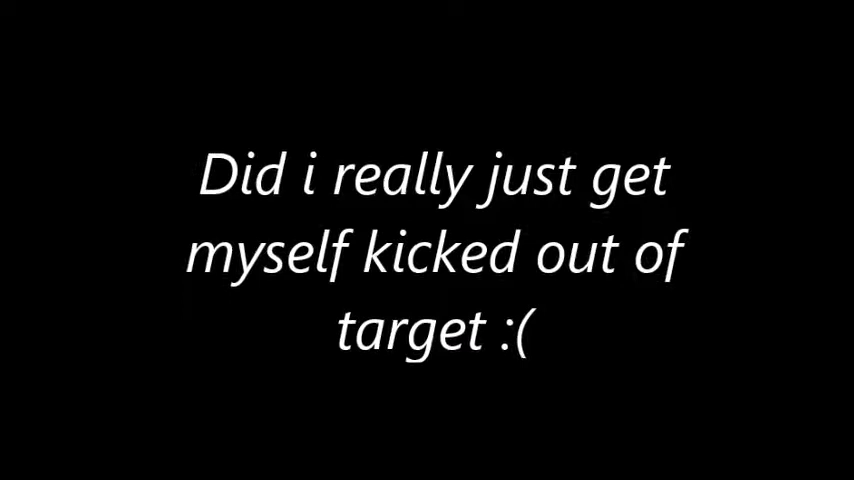 Did i really just get
myself kicked out of
target :(